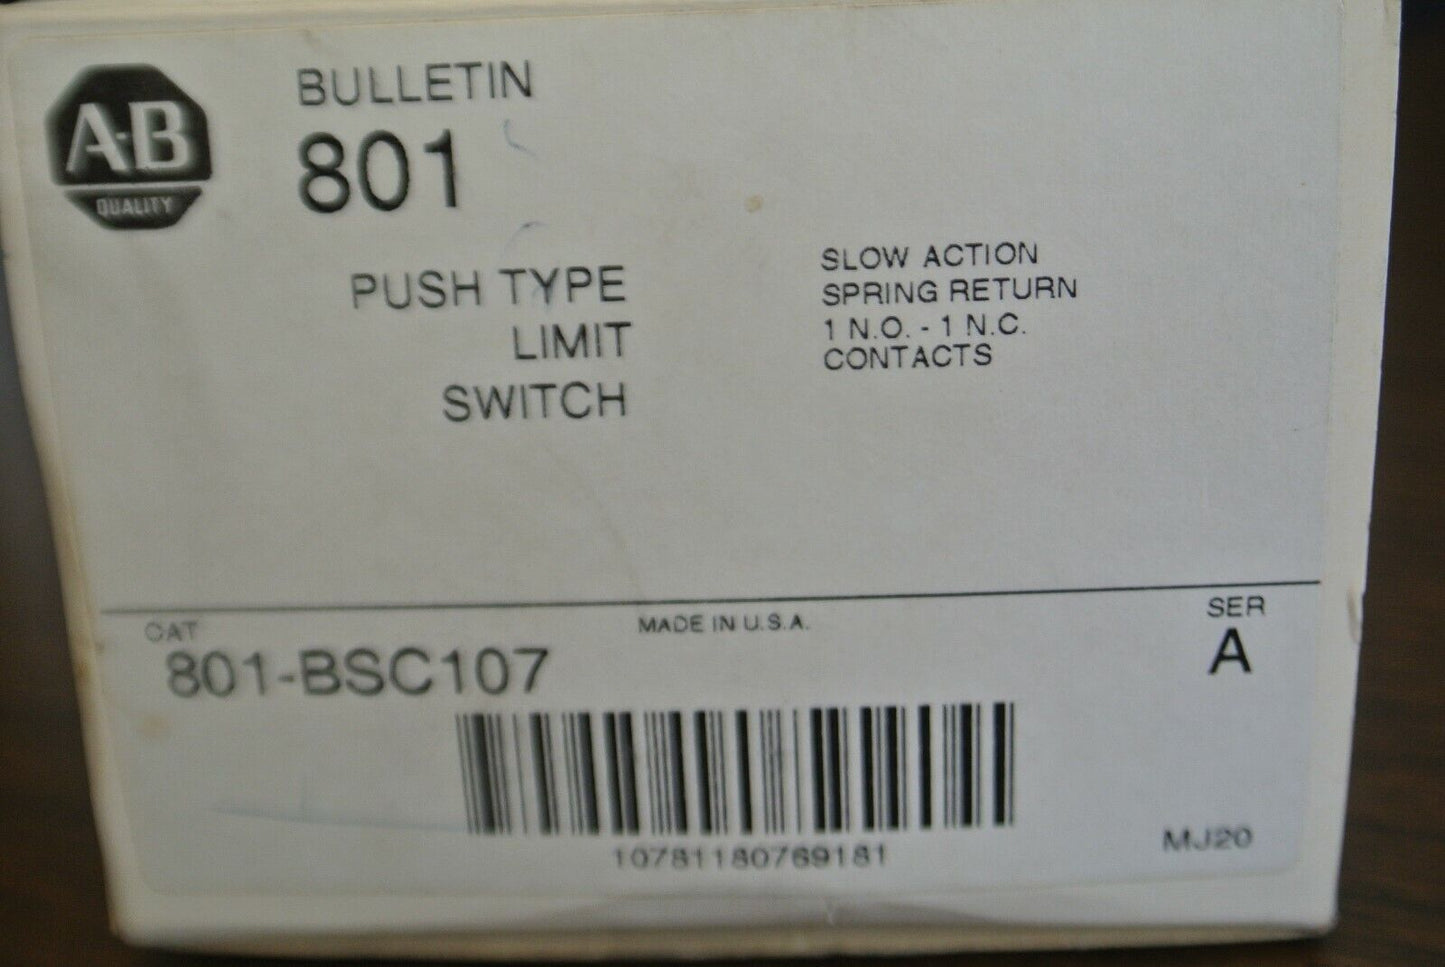 A-B
QUALITY
BULLETIN
801
PUSH TYPE
LIMIT
SWITCH
SLOW ACTION
SPRING RETURN
1 N.O. - 1 N.C.
CONTACTS
CAT
801-BSC107
MADE IN U.S.A.
SER
A
10781180769181
MJ20